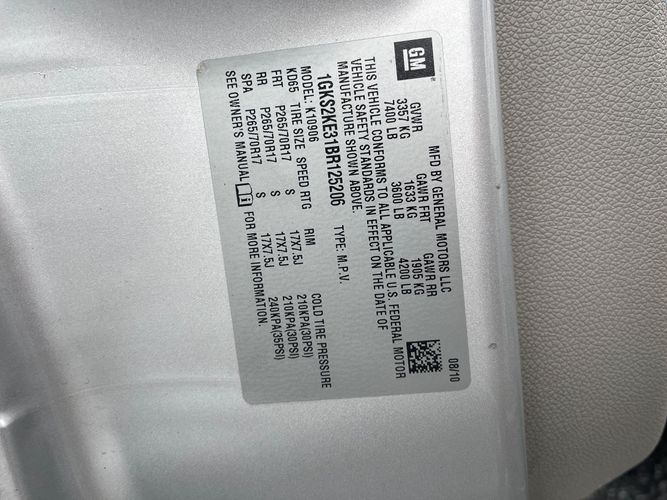 GM
MFD BY GENERAL MOTORS LLC
08/10
GVWR GAWR FRT GAWR RR
3357 KG 1633 KG 1905 KG
7400 LB 3600 LB 4200 LB
THIS VEHICLE CONFORMS TO ALL APPLICABLE U.S. FEDERAL MOTOR
VEHICLE SAFETY STANDARDS IN EFFECT ON THE DATE OF
MANUFACTURE SHOWN ABOVE.
1GKS2KE31BR125206 TYPE: M.P.V.
MODEL: K10906
KD65 TIRE SIZE SPEED RTG RIM COLD TIRE PRESSURE
FRT P265/70R17 S 17X7.5J 210KPA(30PSI)
RR P265/70R17 S 17X7.5J 210KPA(30PSI)
SPA P265/70R17 S 17X7.5J 240KPA(35PSI)
SEE OWNER'S MANUAL i FOR MORE INFORMATION.